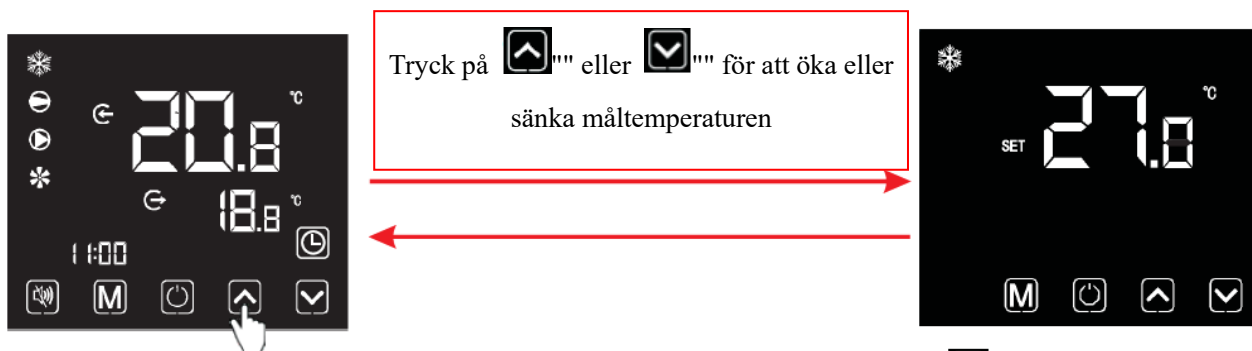 20.8 °C
18.8 °C
11:00
M
Tryck på "" eller "" för att öka eller
sänka måltemperaturen
SET 27.0 °C
M